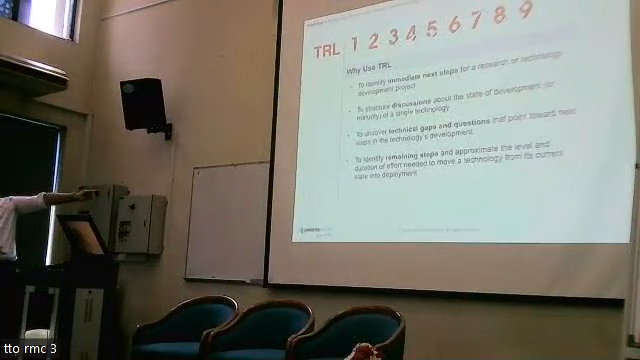 TRL 1 2 3 4 5 6 7 8 9
Why Use TRL
To identify immediate next steps for a research or technology
development project
To structure discussions about the state of development (or
maturity) of a single technology
To uncover technical gaps and questions that point toward next
steps in the technology's development.
To identify remaining steps and approximate the level and
duration of effort needed to move a technology from its current
state into deployment
tto rmc 3